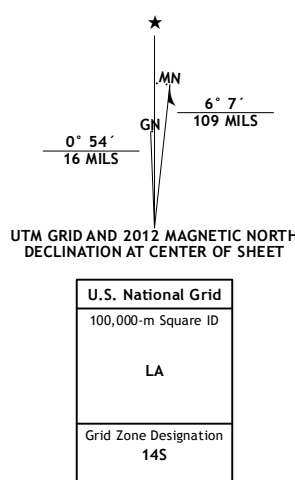 ★
MN
GN
6° 7´
109 MILS
0° 54´
16 MILS
UTM GRID AND 2012 MAGNETIC NORTH
DECLINATION AT CENTER OF SHEET
U.S. National Grid
100,000-m Square ID
LA
Grid Zone Designation
14S